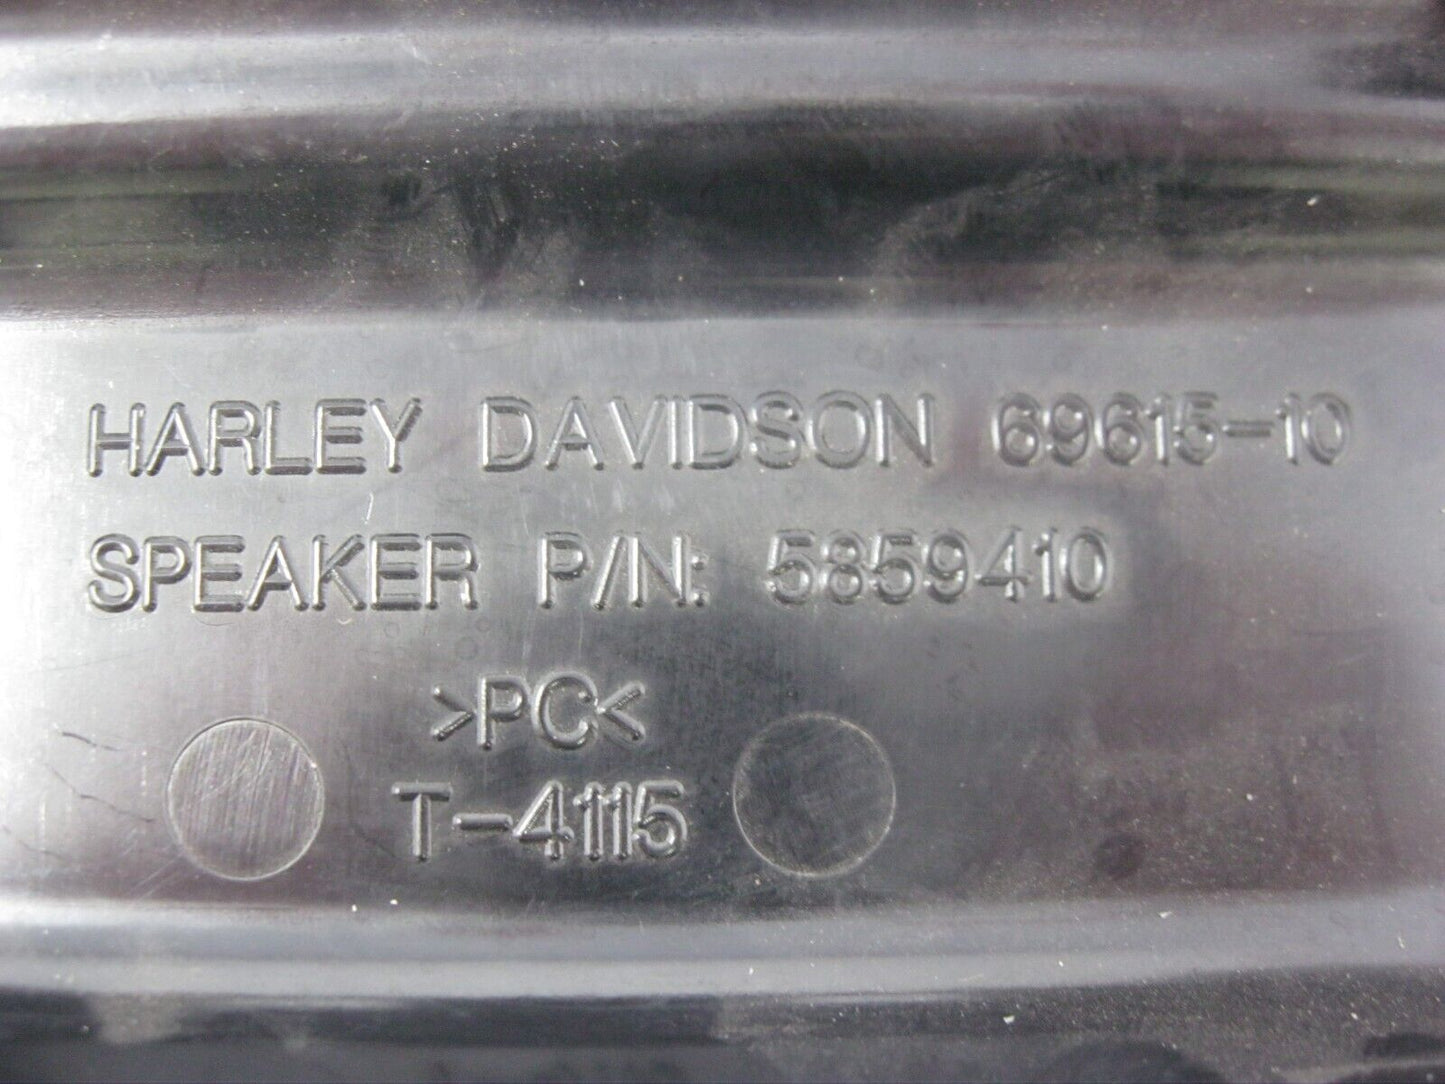 HARLEY DAVIDSON 69615-10
SPEAKER P/N: 5859410
>PC<
T-4115